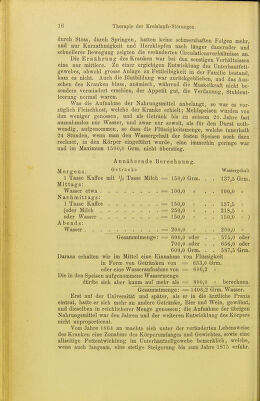 16 Therapie der Kreislaufs-Störungen.
durch Stoss, durch Springen, hatten keine schmerzhaften Folgen mehr,
und nur Kurzathmigkeit und Herzklopfen nach länger dauernder und
schneller Bewegung zeigten die veränderten Circulationsverhältnisse an.
Die Ernährung des Kranken war bei den sonstigen Verhältnissen
eine nur mittlere. Zu einer ergiebigen Entwicklung des Unterhautfett-
gewebes, obwohl grosse Anlage zu Fettleibigkeit in der Familie bestand,
kam es nicht. Auch die Blutbildung war zurückgeblieben, und das Aus-
sehen des Kranken blass, anämisch, während die Muskelkraft nicht be-
sonders vermindert erschien, der Appetit gut, die Verdauung, Stuhlent-
leerung normal waren.
Was die Aufnahme der Nahrungsmittel anbelangt, so war es vor-
züglich Fleischkost, welche der Kranke erhielt; Mehlspeisen wurden von
ihm weniger genossen, und als Getränk bis zu seinem 20. Jahre fast
ausnahmslos nur Wasser, und zwar nur soweit, als für den Durst noth-
wendig, aufgenommen, so dass die Flüssigkeitsmenge, welche innerhalb
24 Stunden, wenn man den Wassergehalt der festen Speisen noch dazu
rechnet, in den Körper eingeführt wurde, eine immerhin geringe war
und im Maximum 1500,0 Grm. nicht überstieg.
Annähernde Berechnung.
Morgens: Getränke Wassergehalt
1 Tasse Kaffee mit 1/2 Tasse Milch = 150,0 Grm. = 137,5 Grm.
Mittags:
Wasser etwa = 100,0 „ = 100,0 „
Nachmittags:
1 Tasse Kaffee = 150,0 „ = 137,5
(oder Milch = 250,0 „ = 218,5
oder Wasser = 150,0 „ = 150,0
Abends:
Wasser = 200,0 „ = 200,0 „
Gesammtmenge: = 600,0 oder 575,0 oder
700,0 oder 656,0 oder
600,0 Grm. 587,5 Grm.
Daraus erhalten wir im Mittel eine Einnahme von Flüssigkeit
in Form von Getränken von = 633,0 Grm.
oder eine Wasseraufnahme von = 606,2
Die in den Speisen aufgenommene Wassermenge
dürfte sich aber kaum auf mehr als = 800,0 „ berechnen.
Gesammtmenge: = 1406,2 Grm. Wasser.
Erst auf der Universität und später, als er in die ärztliche Praxis
eintrat, hatte er sich mehr an andere Getränke, Bier und Wein, gewöhnt,
und dieselben in reichlicherer Menge genossen; die Aufnahme der übrigen
Nahrungsmittel war den Jahren und der weiteren Entwicklung des Körpers
nicht unproportional.
Vom Jahre 1864 an machte sich unter der veränderten Lebensweise
des Kranken eine Zunahme des Körperumfanges und Gewichtes, sowie eine
allseitige Fettentwicklung im Unterhautzellgewebe bemerklich, welche,
wenn auch langsam, eine stetige Steigerung bis zum Jahre 1875 erfuhr.